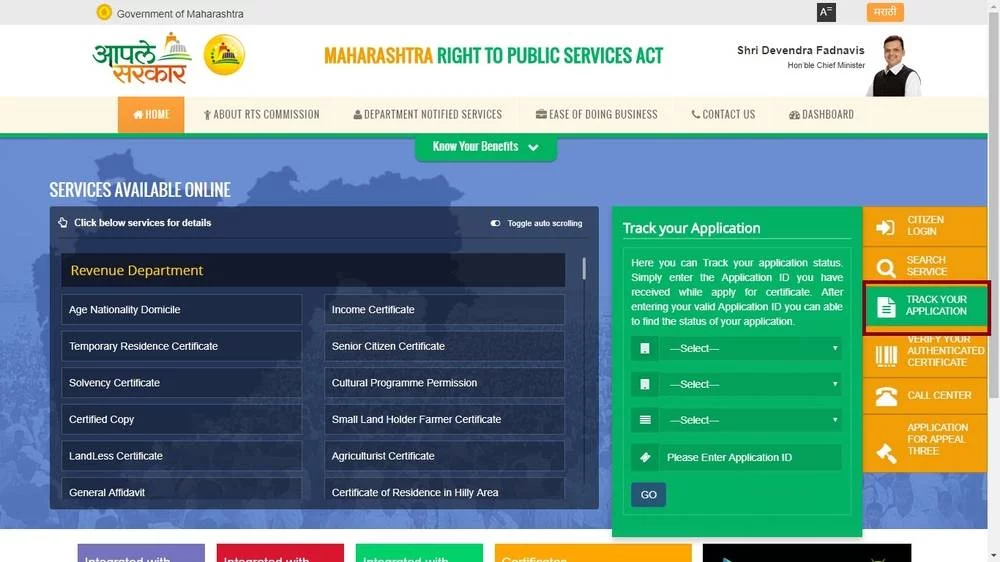 Government of Maharashtra
A=
मराठी
आपले
सरकार
MAHARASHTRA RIGHT TO PUBLIC SERVICES ACT
Shri Devendra Fadnavis
Hon'ble Chief Minister
HOME
ABOUT RTS COMMISSION
DEPARTMENT NOTIFIED SERVICES
EASE OF DOING BUSINESS
CONTACT US
DASHBOARD
Know Your Benefits
SERVICES AVAILABLE ONLINE
Click below services for details
Toggle auto scrolling
Revenue Department
Age Nationality Domicile
Income Certificate
Temporary Residence Certificate
Senior Citizen Certificate
Solvency Certificate
Cultural Programme Permission
Certified Copy
Small Land Holder Farmer Certificate
LandLess Certificate
Agriculturist Certificate
General Affidavit
Certificate of Residence in Hilly Area
Track your Application
Here you can Track your application status.
Simply enter the Application ID you have
received while apply for certificate. After
entering your valid Application ID you can able
to find the status of your application.
—Select—
—Select—
—Select—
Please Enter Application ID
GO
CITIZEN
LOGIN
SEARCH
SERVICE
TRACK YOUR
APPLICATION
VERIFY YOUR
AUTHENTICATED
CERTIFICATE
CALL CENTER
APPLICATION
FOR APPEAL
THREE
Integrated with
Integrated with
Integrated with
Certificates